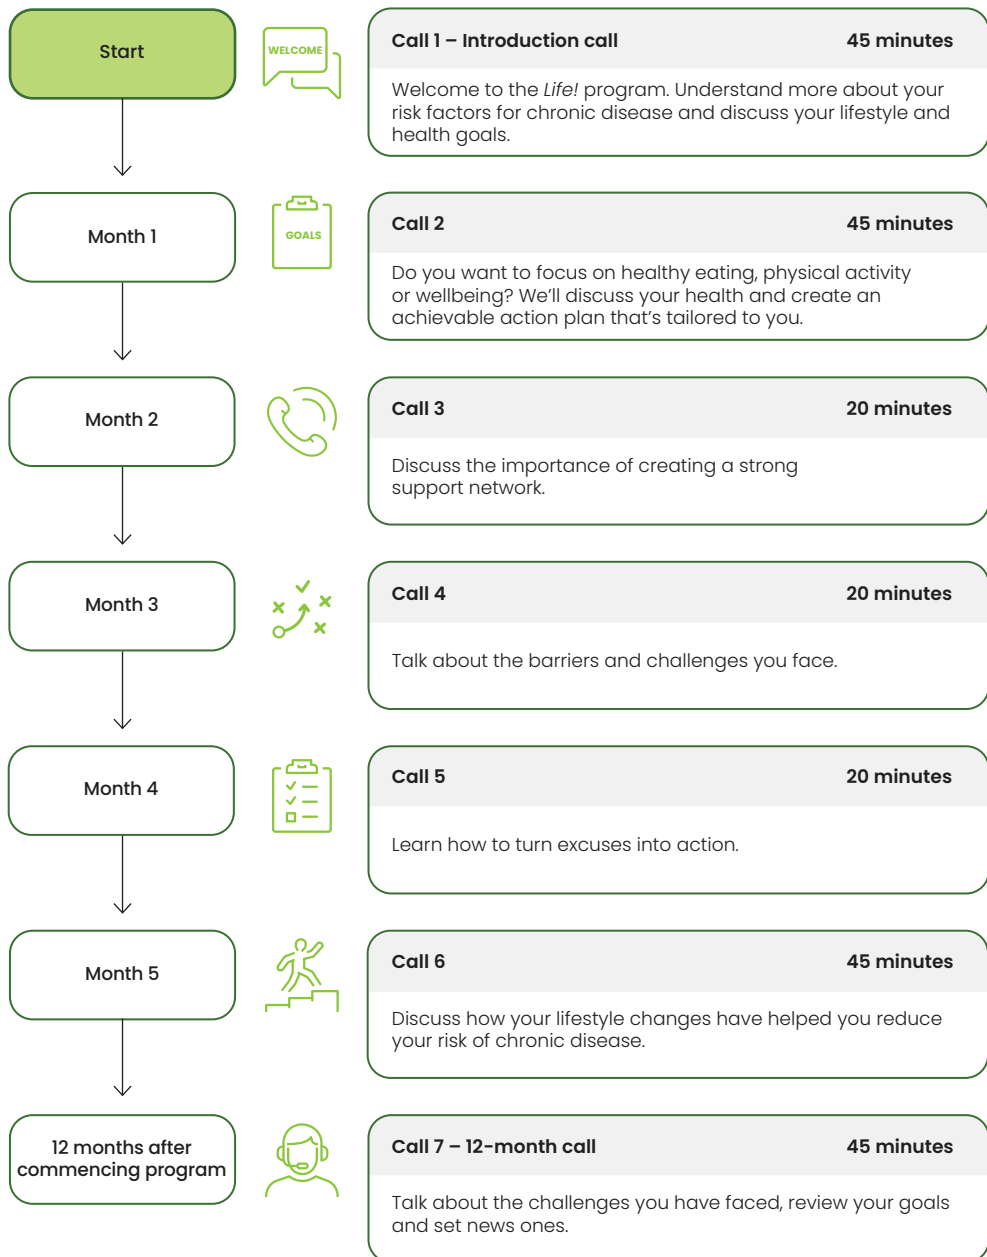 Start
WELCOME
Call 1 – Introduction call 45 minutes
Welcome to the Life! program. Understand more about your
risk factors for chronic disease and discuss your lifestyle and
health goals.
Month 1
GOALS
Call 2 45 minutes
Do you want to focus on healthy eating, physical activity
or wellbeing? We’ll discuss your health and create an
achievable action plan that’s tailored to you.
Month 2
Call 3 20 minutes
Discuss the importance of creating a strong
support network.
Month 3
Call 4 20 minutes
Talk about the barriers and challenges you face.
Month 4
Call 5 20 minutes
Learn how to turn excuses into action.
Month 5
Call 6 45 minutes
Discuss how your lifestyle changes have helped you reduce
your risk of chronic disease.
12 months after
commencing program
Call 7 – 12-month call 45 minutes
Talk about the challenges you have faced, review your goals
and set news ones.